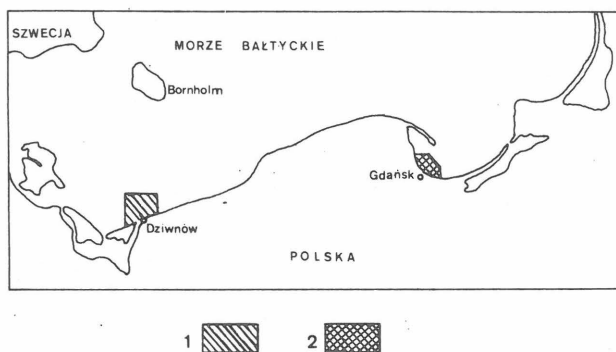 SZWECJA
MORZE BAŁTYCKIE
Bornholm
Gdańsk
Dziwnów
POLSKA
1 2